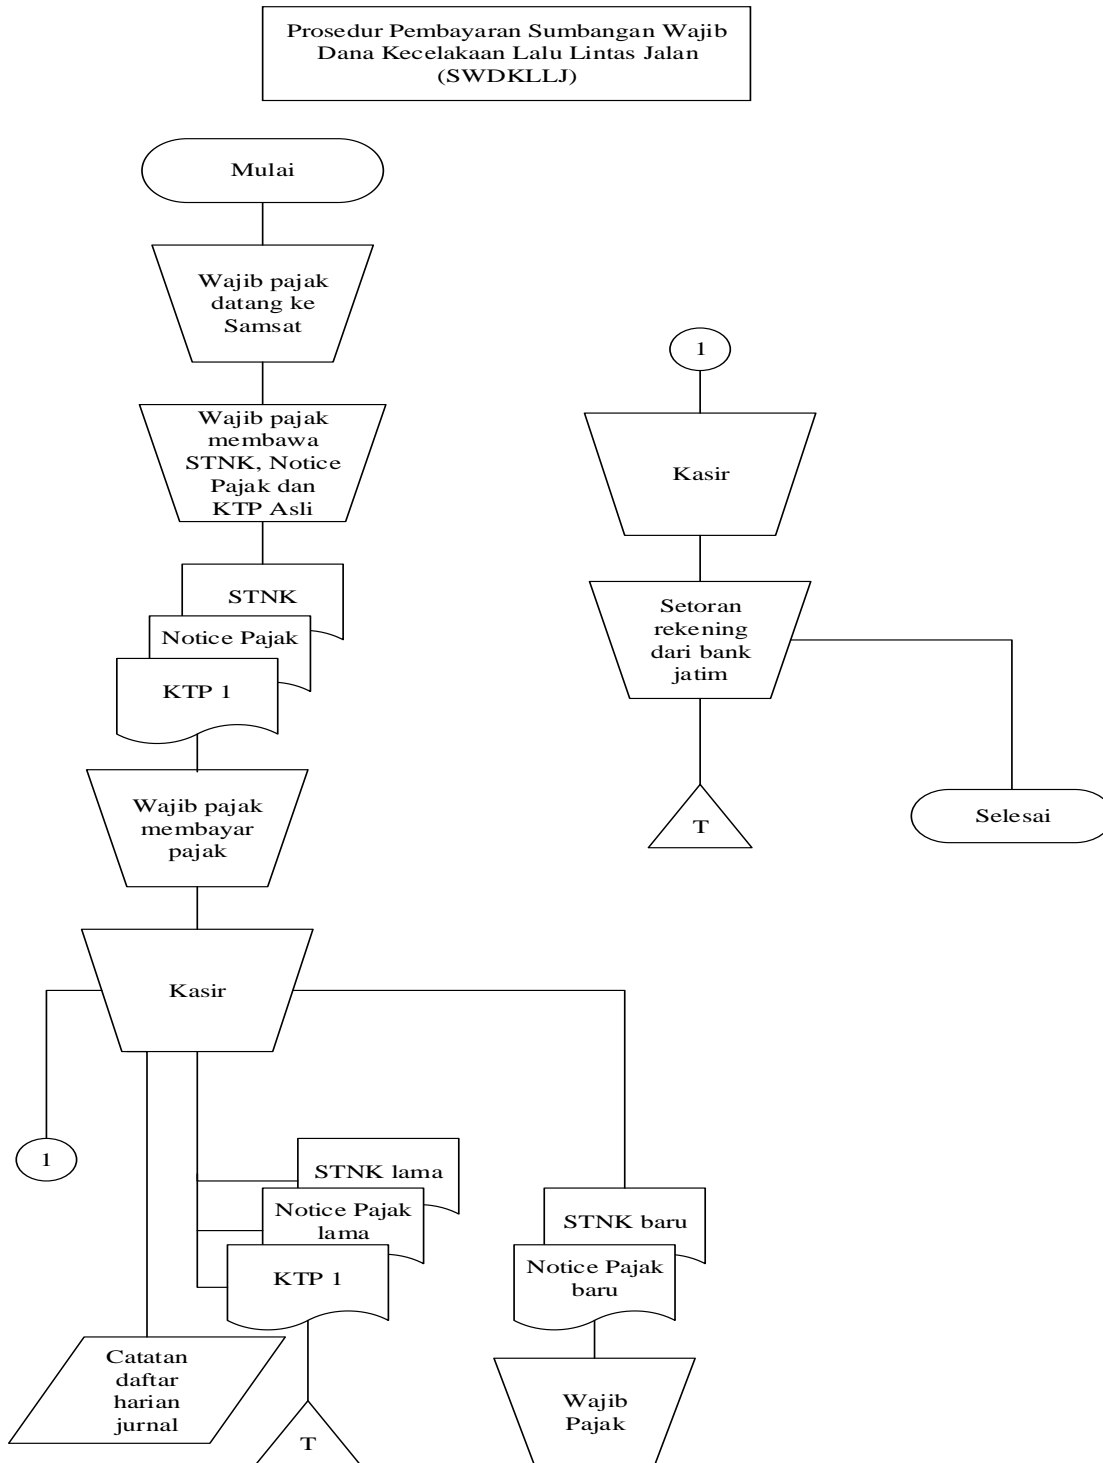 Prosedur Pembayaran Sumbangan Wajib
Dana Kecelakaan Lalu Lintas Jalan
(SWDKLLJ)
Mulai
Wajib pajak
datang ke
Samsat
Wajib pajak
membawa
STNK, Notice
Pajak dan
KTP Asli
STNK
Notice Pajak
KTP 1
Wajib pajak
membayar
pajak
Kasir
1
STNK lama
Notice Pajak
lama
KTP 1
T
Catatan
daftar
harian
jurnal
STNK baru
Notice Pajak
baru
Wajib
Pajak
1
Kasir
Setoran
rekening
dari bank
jatim
T
Selesai